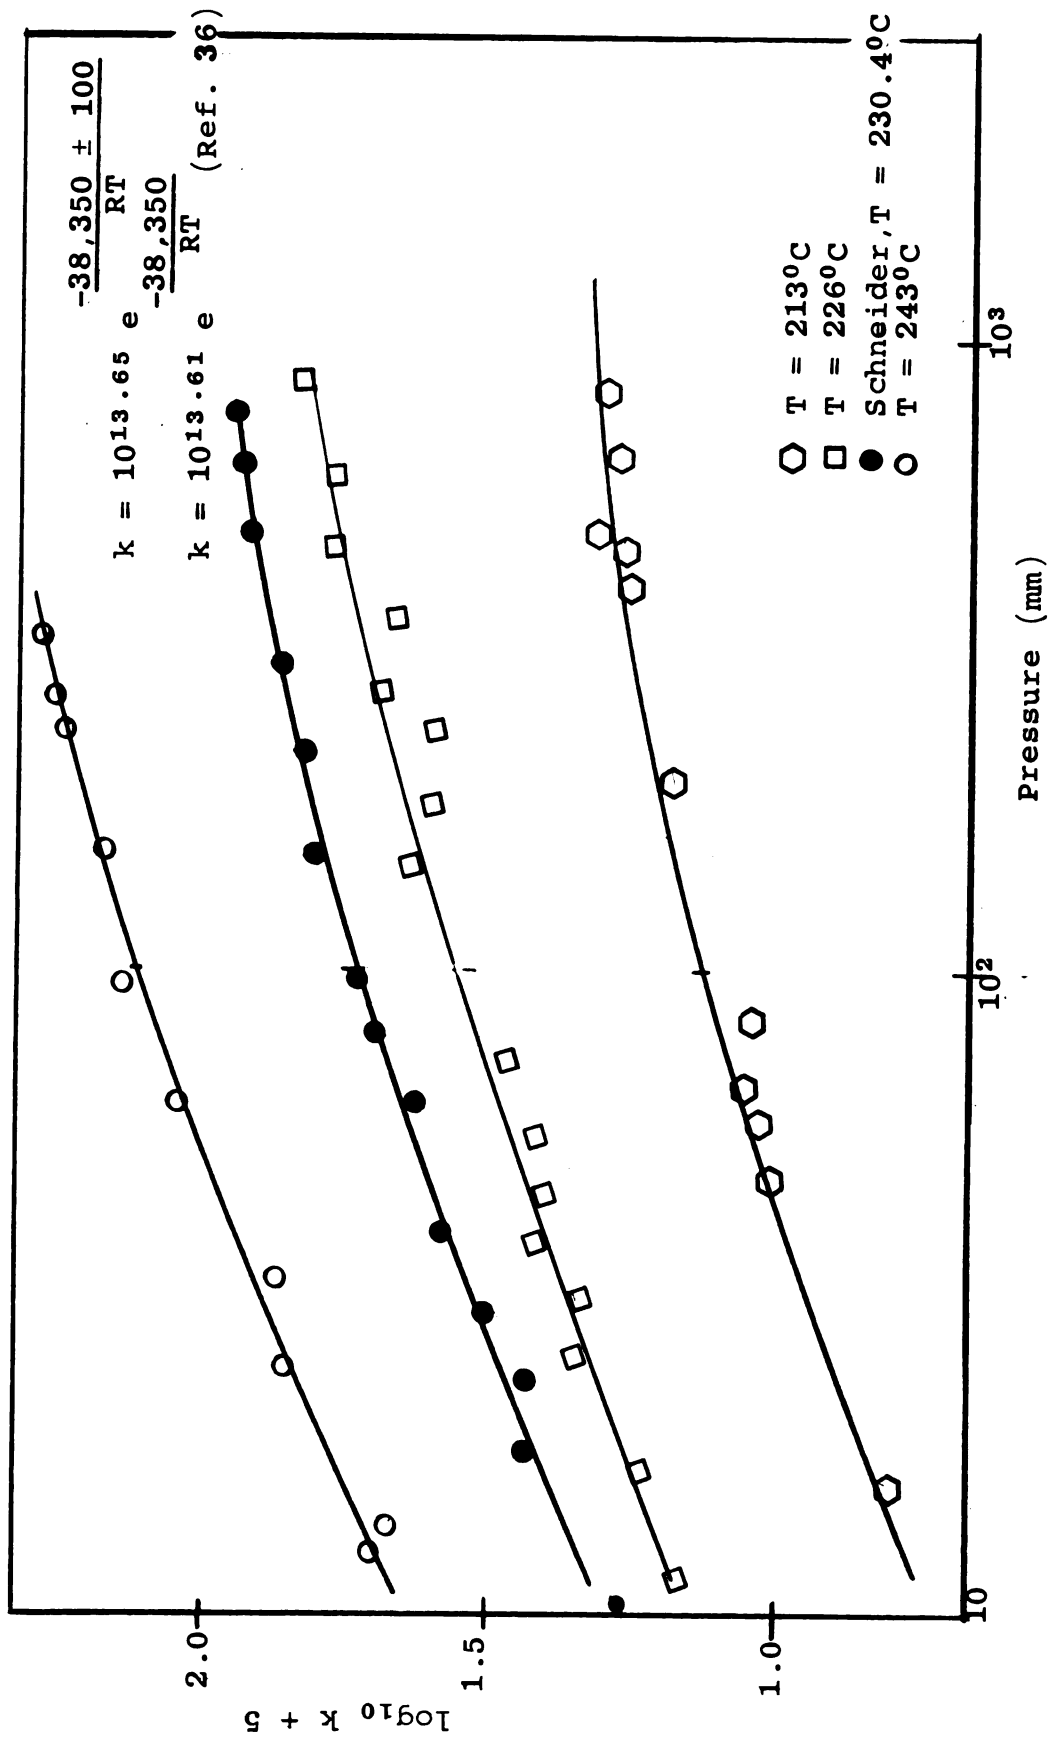 -38,350 ± 100
RT
k = 10^13.65 e
-38,350
RT
k = 10^13.61 e
(Ref. 36)
2.0
1.5
1.0
log10 k + 5
⬡ T = 213°C
□ T = 226°C
● Schneider, T = 230.4°C
○ T = 243°C
10
10^2
10^3
Pressure (mm)